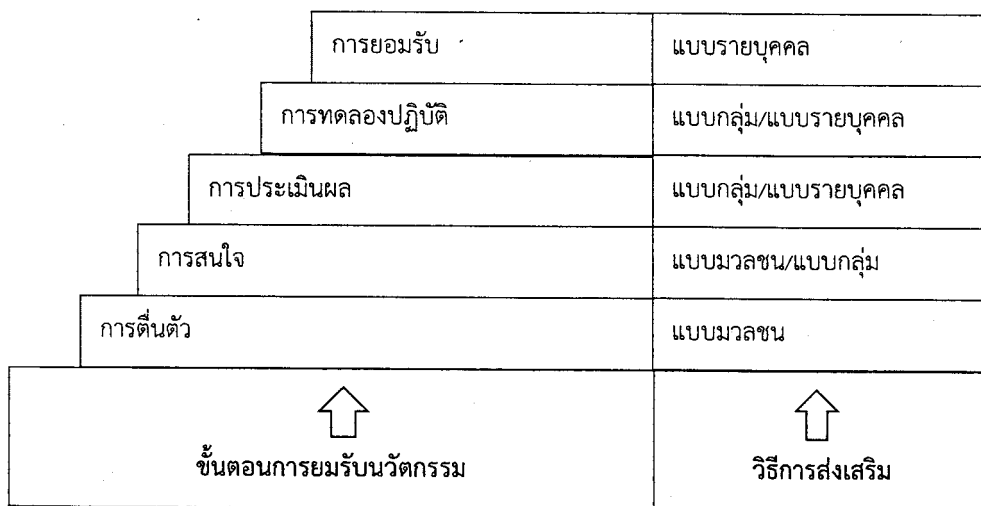 การยอมรับ แบบรายบุคคล
การทดลองปฏิบัติ แบบกลุ่ม/แบบรายบุคคล
การประเมินผล แบบกลุ่ม/แบบรายบุคคล
การสนใจ แบบมวลชน/แบบกลุ่ม
การตื่นตัว แบบมวลชน
ขั้นตอนการยมรับนวัตกรรม วิธีการส่งเสริม